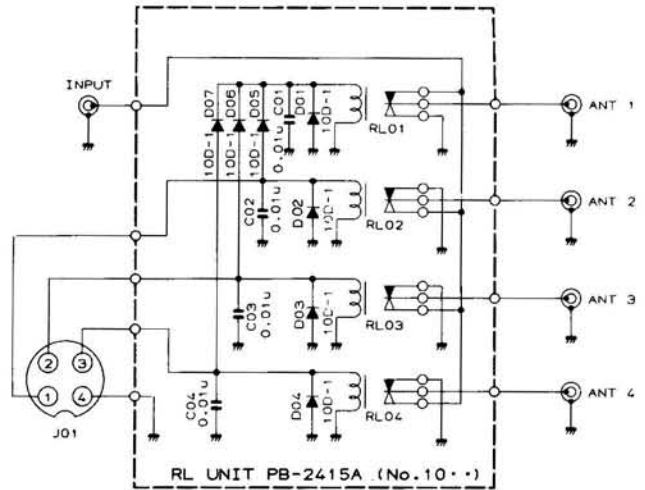 INPUT
D07
10D-1
D06
10D-1
D05
10D-1
C01
0.01u
D01
10D-1
RL01
ANT 1
C02
0.01u
D02
10D-1
RL02
ANT 2
C03
0.01u
D03
10D-1
RL03
ANT 3
2 3
1 4
J01
C04
0.01u
D04
10D-1
RL04
ANT 4
RL UNIT PB-2415A (No.10··)